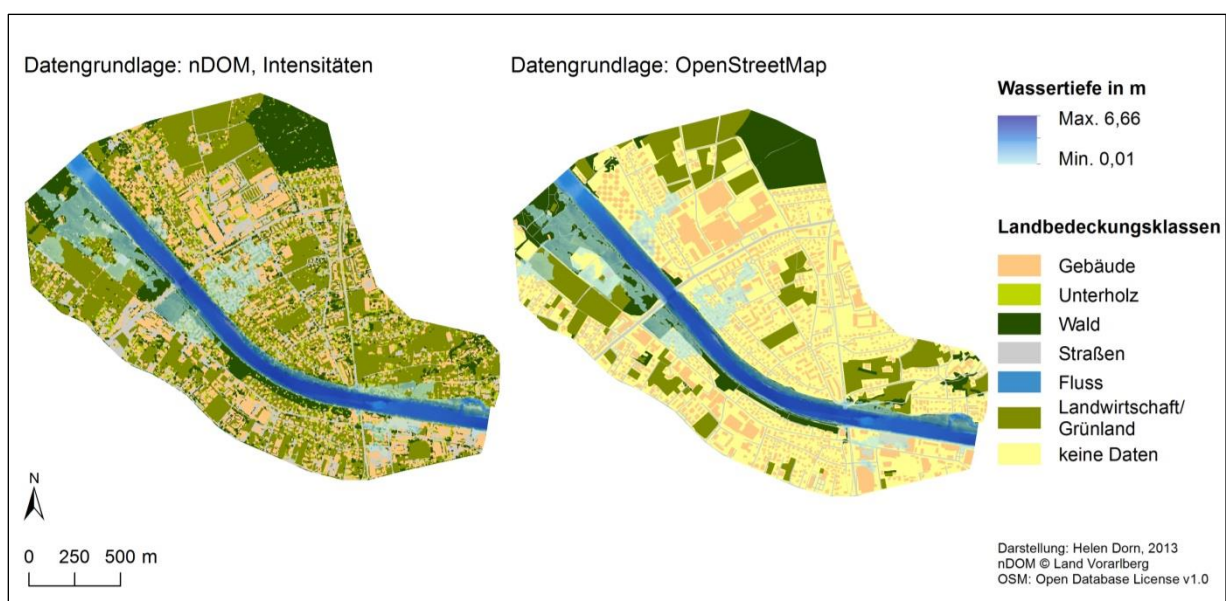 Datengrundlage: nDOM, Intensitäten
Datengrundlage: OpenStreetMap
Wassertiefe in m
Max. 6,66
Min. 0,01
Landbedeckungsklassen
Gebäude
Unterholz
Wald
Straßen
Fluss
Landwirtschaft/
Grünland
keine Daten
N
0 250 500 m
Darstellung: Helen Dorn, 2013
nDOM © Land Vorarlberg
OSM: Open Database License v1.0